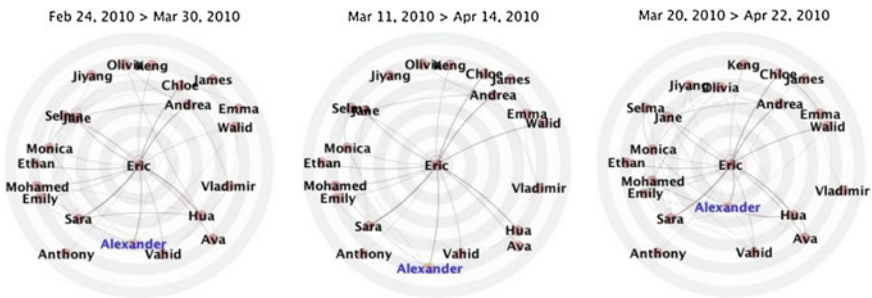 Feb 24, 2010 > Mar 30, 2010
Olivia Keng
Jiyang
James
Chloe
Andrea
Emma
Selma
Jane
Walid
Monica
Ethan
Eric
Mohamed
Vladimir
Emily
Sara
Hua
Ava
Alexander
Anthony
Vahid
Mar 11, 2010 > Apr 14, 2010
Olivia Keng
Jiyang
Chloe
James
Andrea
Selma
Jane
Emma
Walid
Monica
Ethan
Eric
Mohamed
Vladimir
Emily
Sara
Hua
Ava
Anthony
Vahid
Alexander
Mar 20, 2010 > Apr 22, 2010
Keng
Chloe
James
Jiyang
Olivia
Andrea
Selma
Jane
Emma
Walid
Monica
Ethan
Eric
Mohamed
Emily
Vladimir
Alexander
Sara
Hua
Ava
Anthony
Vahid